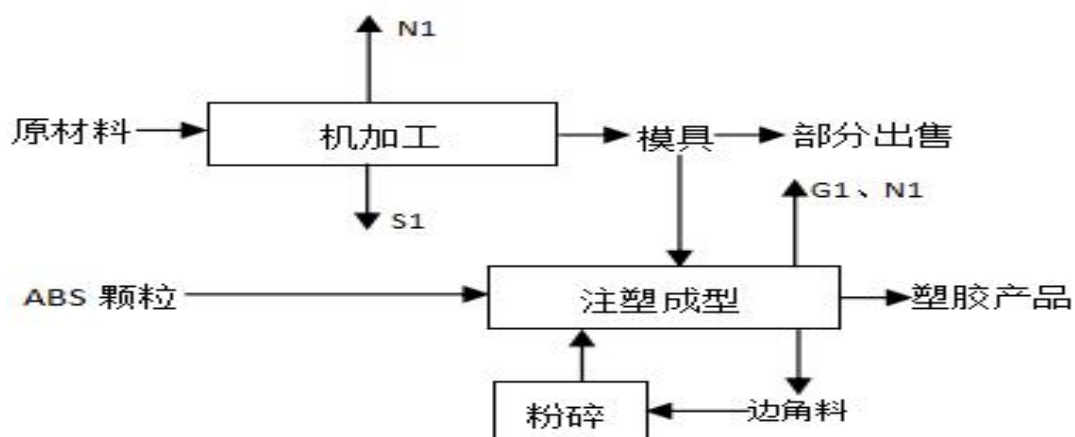 N1
原材料 机加工 模具 部分出售
S1
G1、N1
ABS 颗粒 注塑成型 塑胶产品
粉碎 边角料